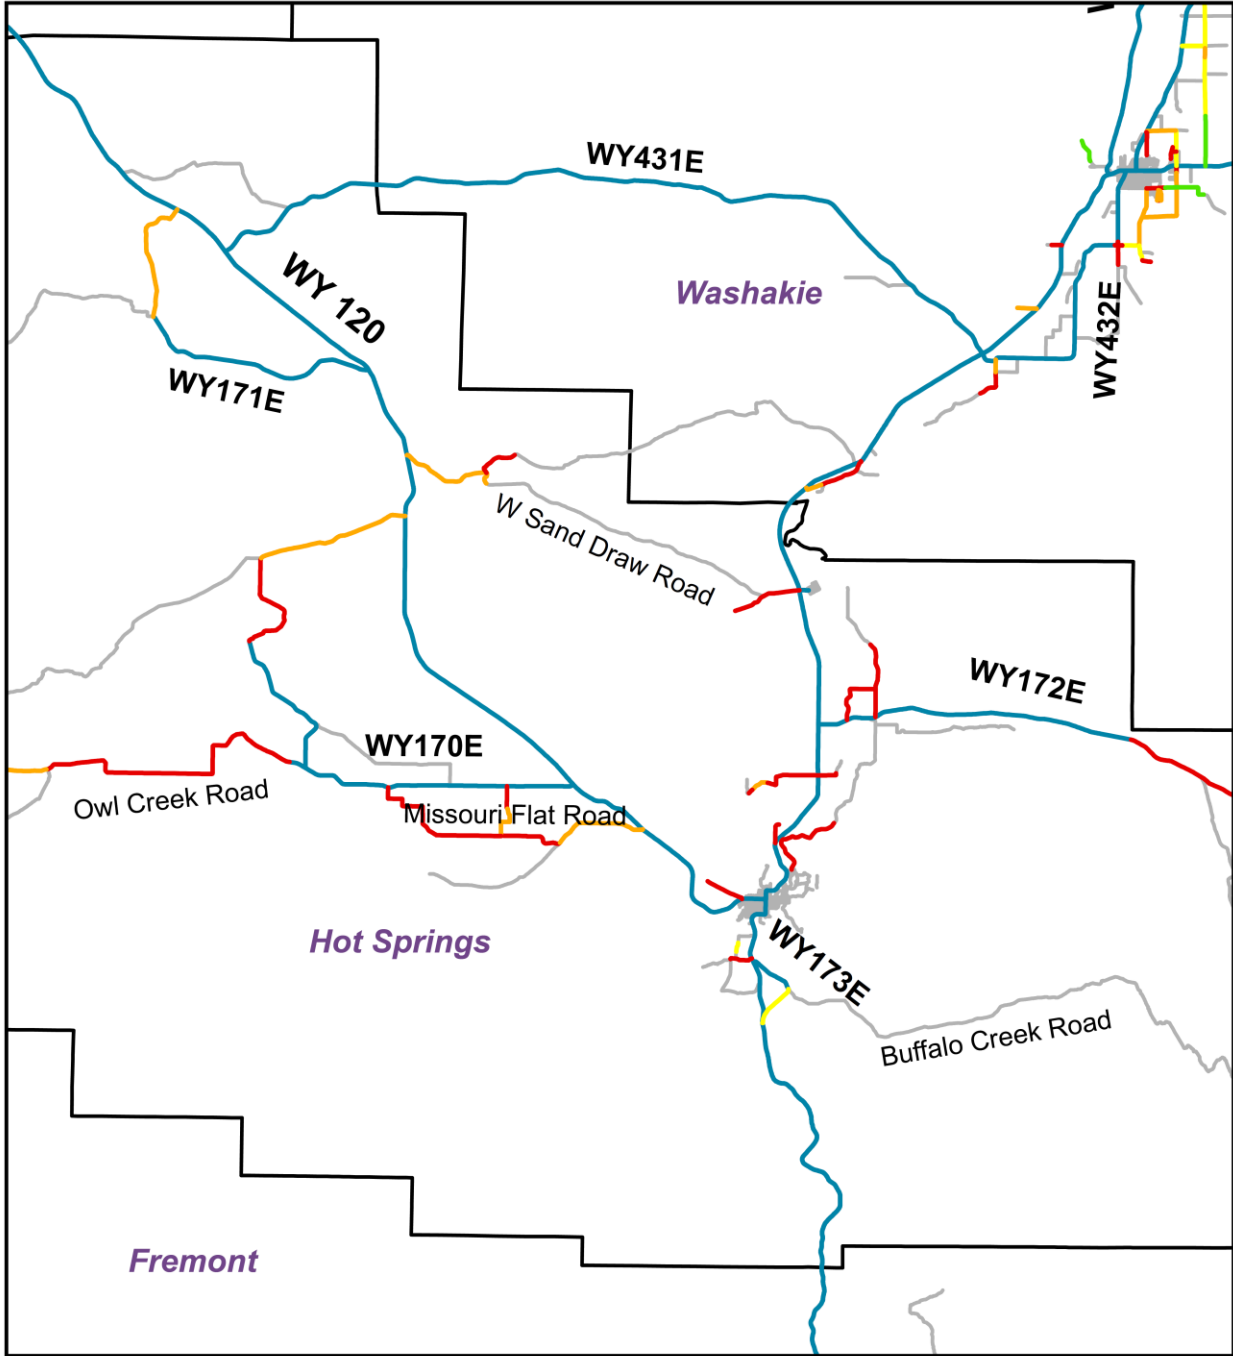 WY431E
WY 120
Washakie
WY432E
WY171E
W Sand Draw Road
WY172E
WY170E
Owl Creek Road
Missouri Flat Road
Hot Springs
WY173E
Buffalo Creek Road
Fremont